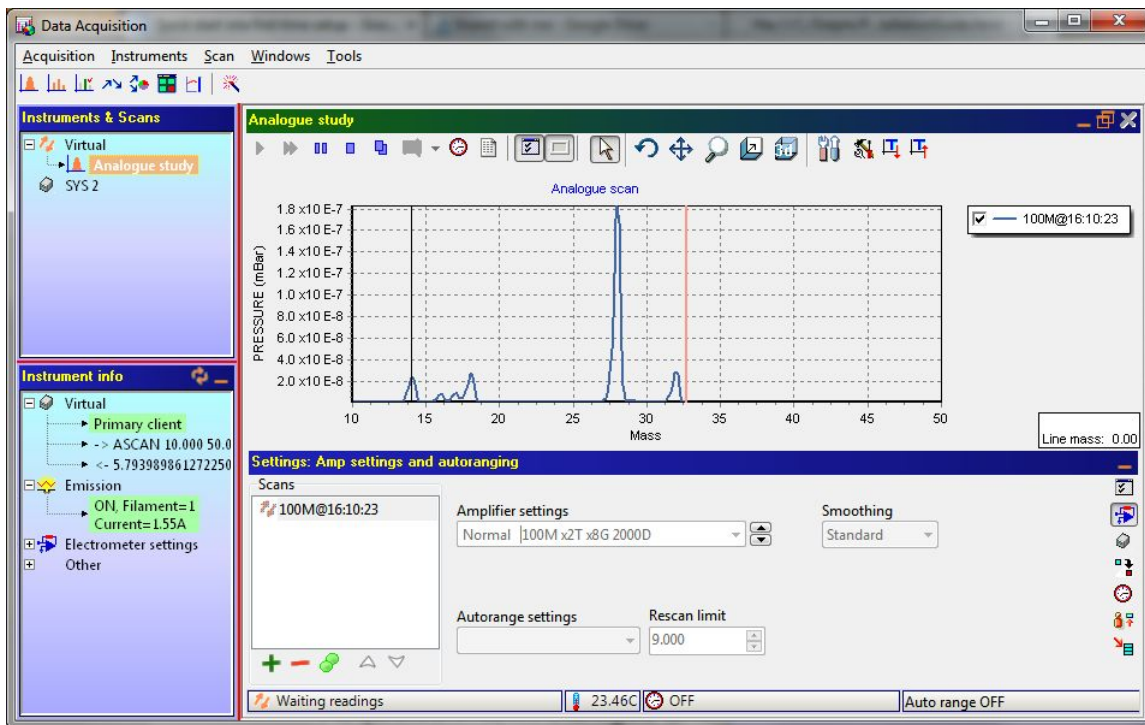 Data Acquisition
Acquisition Instruments Scan Windows Tools
Instruments & Scans
Virtual
Analogue study
SYS 2
Instrument info
Virtual
Primary client
-> ASCAN 10.000 50.0
<- 5.793989861272250
Emission
ON, Filament=1
Current=1.55A
Electrometer settings
Other
Analogue study
3d
Analogue scan
PRESSURE (mBar)
1.8 x10 E-7
1.6 x10 E-7
1.4 x10 E-7
1.2 x10 E-7
1.0 x10 E-7
8.0 x10 E-8
6.0 x10 E-8
4.0 x10 E-8
2.0 x10 E-8
10 15 20 25 30 35 40 45 50
Mass
100M@16:10:23
Line mass: 0.00
Settings: Amp settings and autoranging
Scans
100M@16:10:23
Amplifier settings
Normal 100M x2T x8G 2000D
Smoothing
Standard
Autorange settings
Rescan limit
9.000
Waiting readings
23.46C
OFF
Auto range OFF